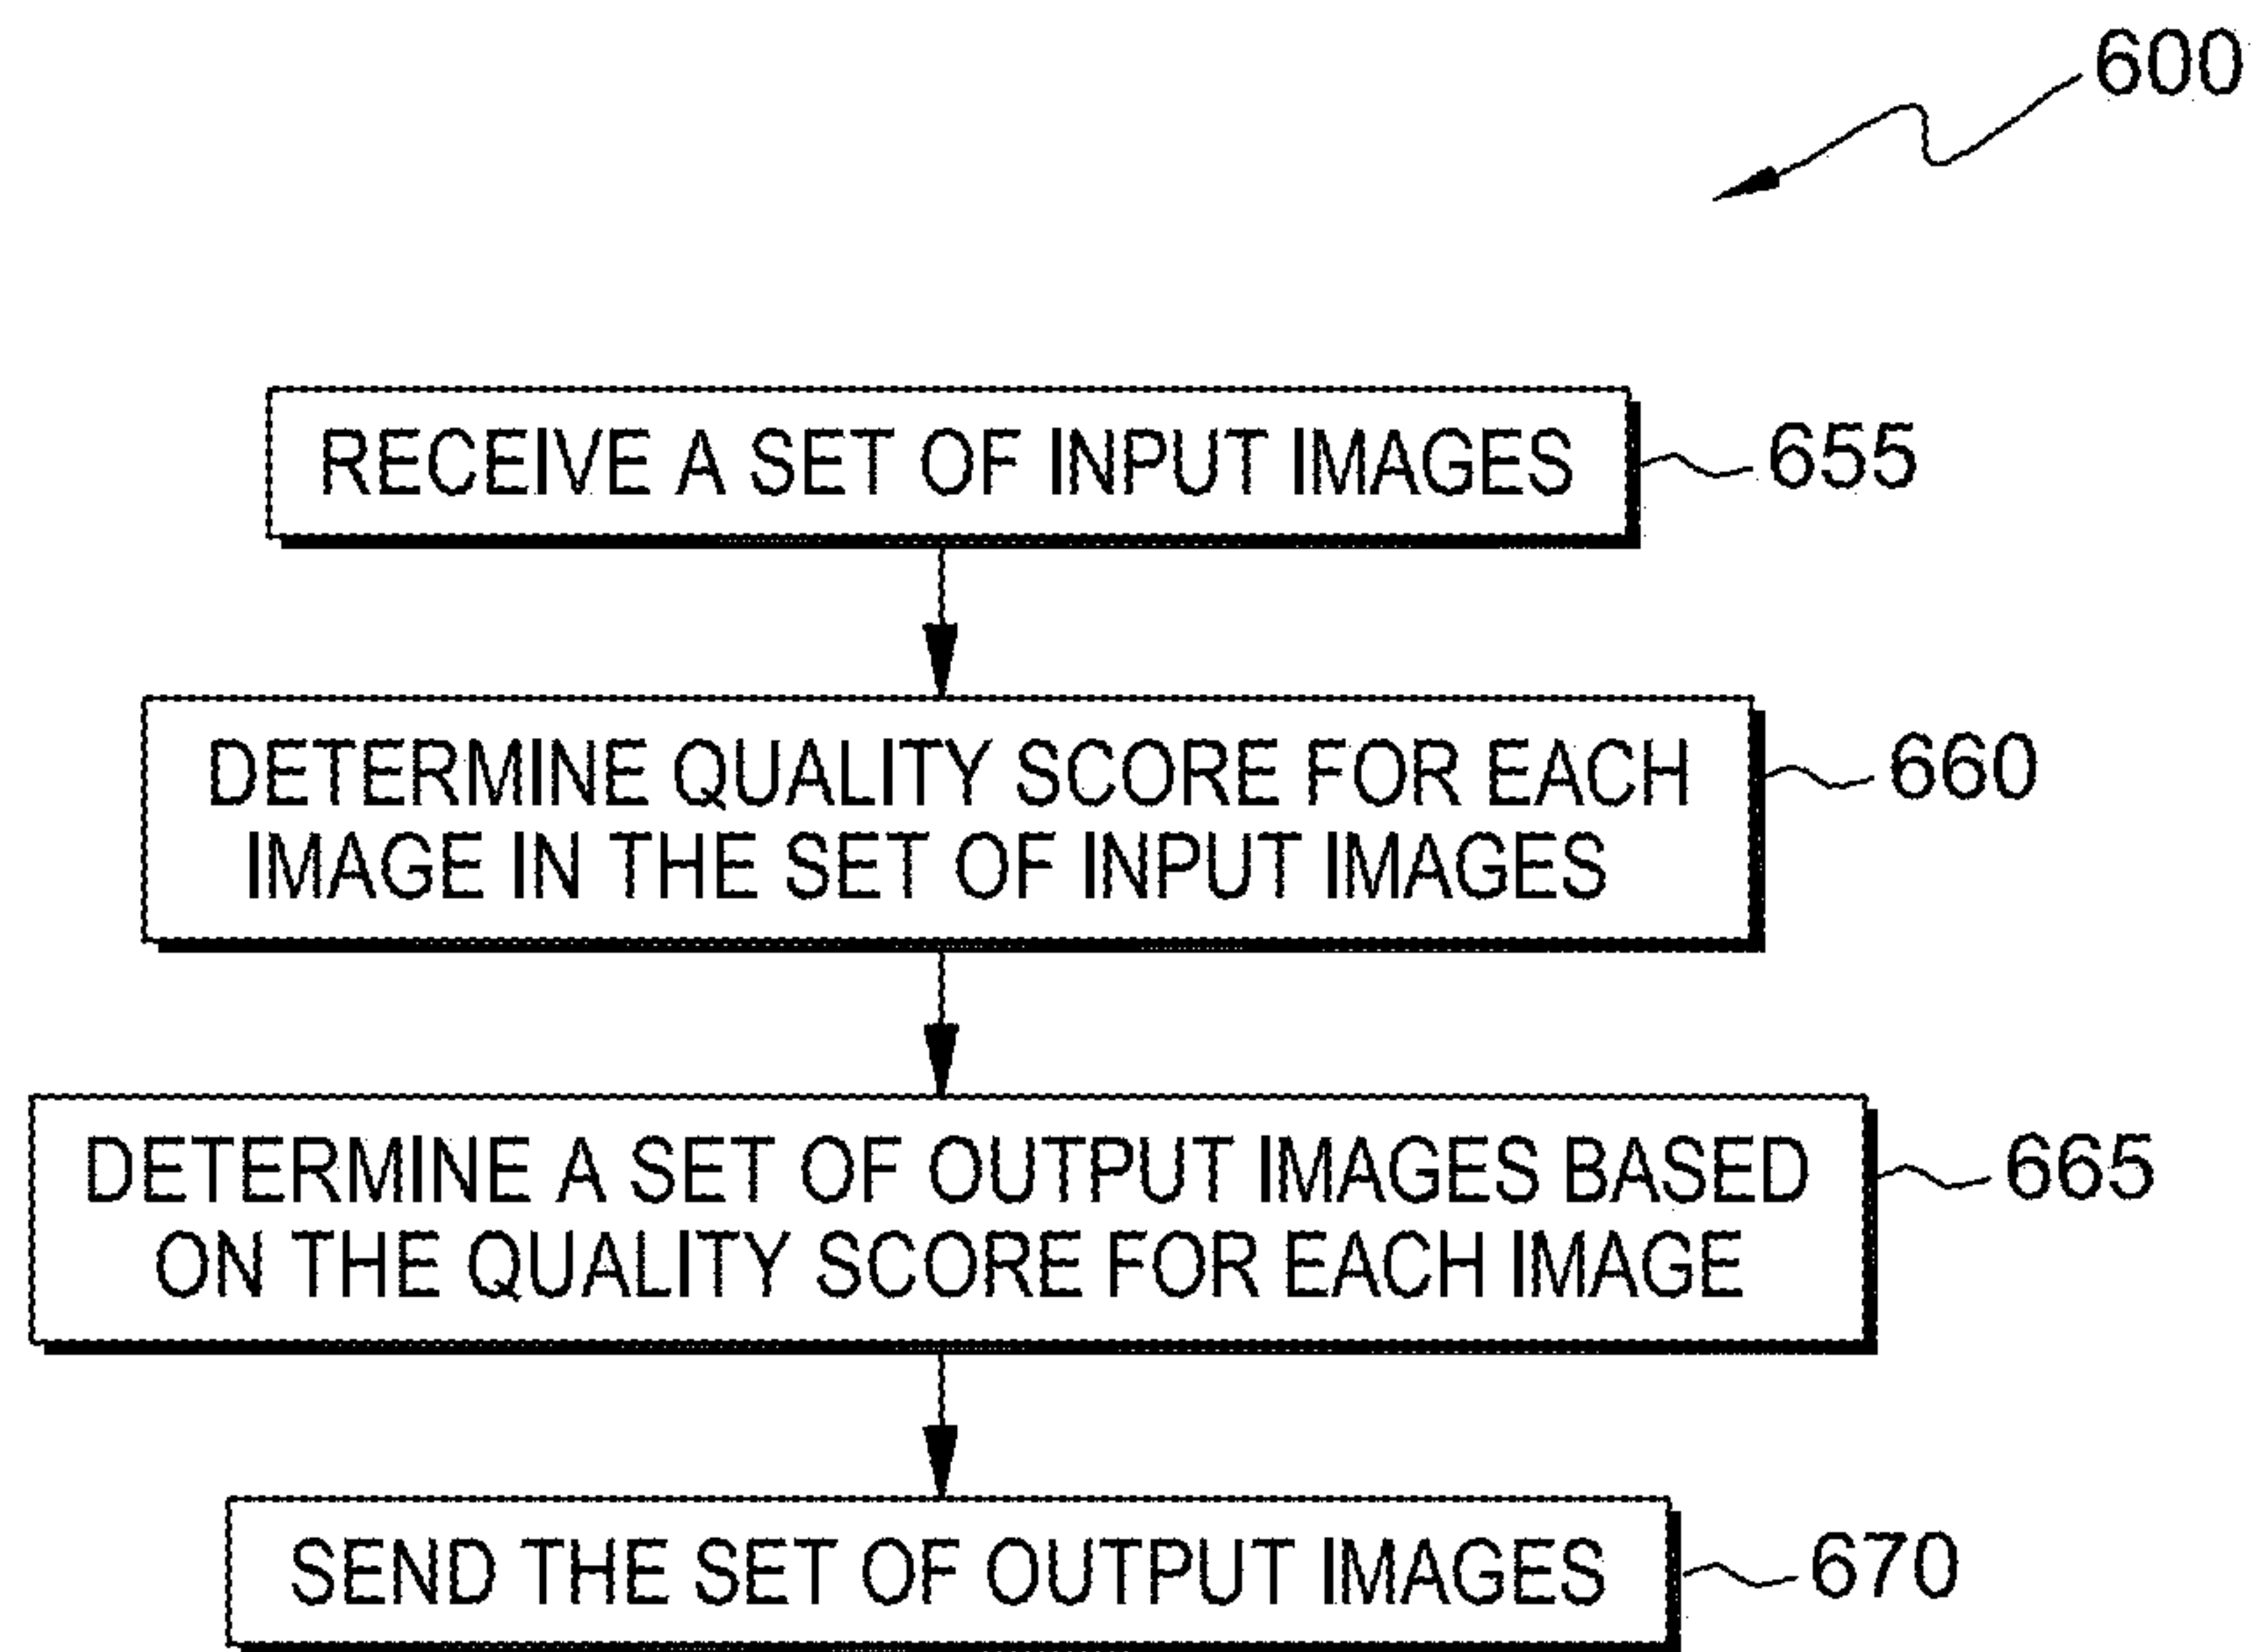 600
RECEIVE A SET OF INPUT IMAGES
655
DETERMINE QUALITY SCORE FOR EACH
IMAGE IN THE SET OF INPUT IMAGES
660
DETERMINE A SET OF OUTPUT IMAGES BASED
ON THE QUALITY SCORE FOR EACH IMAGE
665
SEND THE SET OF OUTPUT IMAGES
670